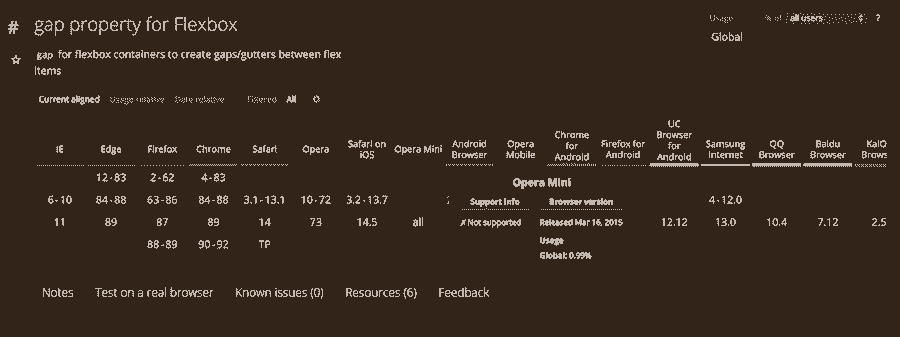 # gap property for Flexbox
Usage % of all users ?
Global
gap for flexbox containers to create gaps/gutters between flex
items
Current aligned Usage relative Date relative Filtered All
IE Edge Firefox Chrome Safari Opera Safari on iOS Opera Mini Android Browser Opera Mobile Chrome for Android Firefox for Android UC Browser for Android Samsung Internet QQ Browser Baidu Browser KaiO Brows
12-83 2-62 4-83
Opera Mini
6-10 84-88 63-86 84-88 3.1-13.1 10-72 3.2-13.7 Support info Browser version 4-12.0
11 89 87 89 14 73 14.5 all ✗ Not supported Released Mar 16, 2015 12.12 13.0 10.4 7.12 2.5
Usage
88-89 90-92 TP
Global: 0.99%
Notes Test on a real browser Known issues (0) Resources (6) Feedback